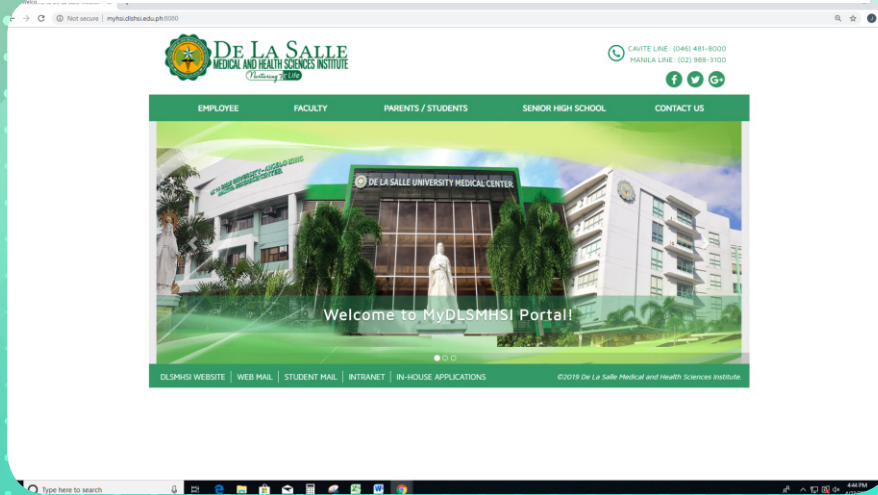 Not secure | myhsi.dlshsi.edu.ph:8080
DE LA SALLE
MEDICAL AND HEALTH SCIENCES INSTITUTE
Nurturing Life
CAVITE LINE: (046) 481-8000
MANILA LINE: (02) 988-3100
EMPLOYEE FACULTY PARENTS / STUDENTS SENIOR HIGH SCHOOL CONTACT US
DE LA SALLE UNIVERSITY MEDICAL CENTER
Welcome to MyDLSMHSI Portal!
DLSMHSI WEBSITE | WEB MAIL | STUDENT MAIL | INTRANET | IN-HOUSE APPLICATIONS
©2019 De La Salle Medical and Health Sciences Institute.
Type here to search
4:44 PM